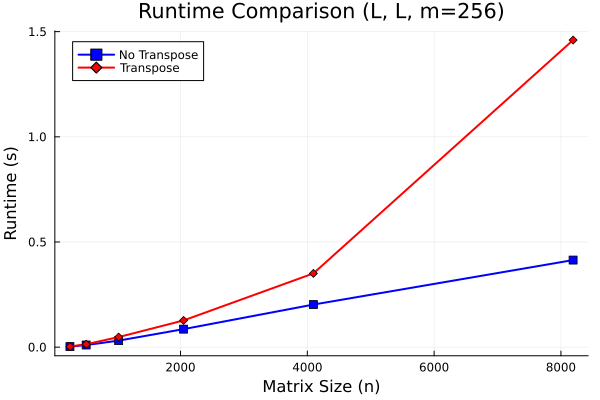 Runtime Comparison (L, L, m=256)
No Transpose
Transpose
1.5
1.0
0.5
0.0
Runtime (s)
2000 4000 6000 8000
Matrix Size (n)